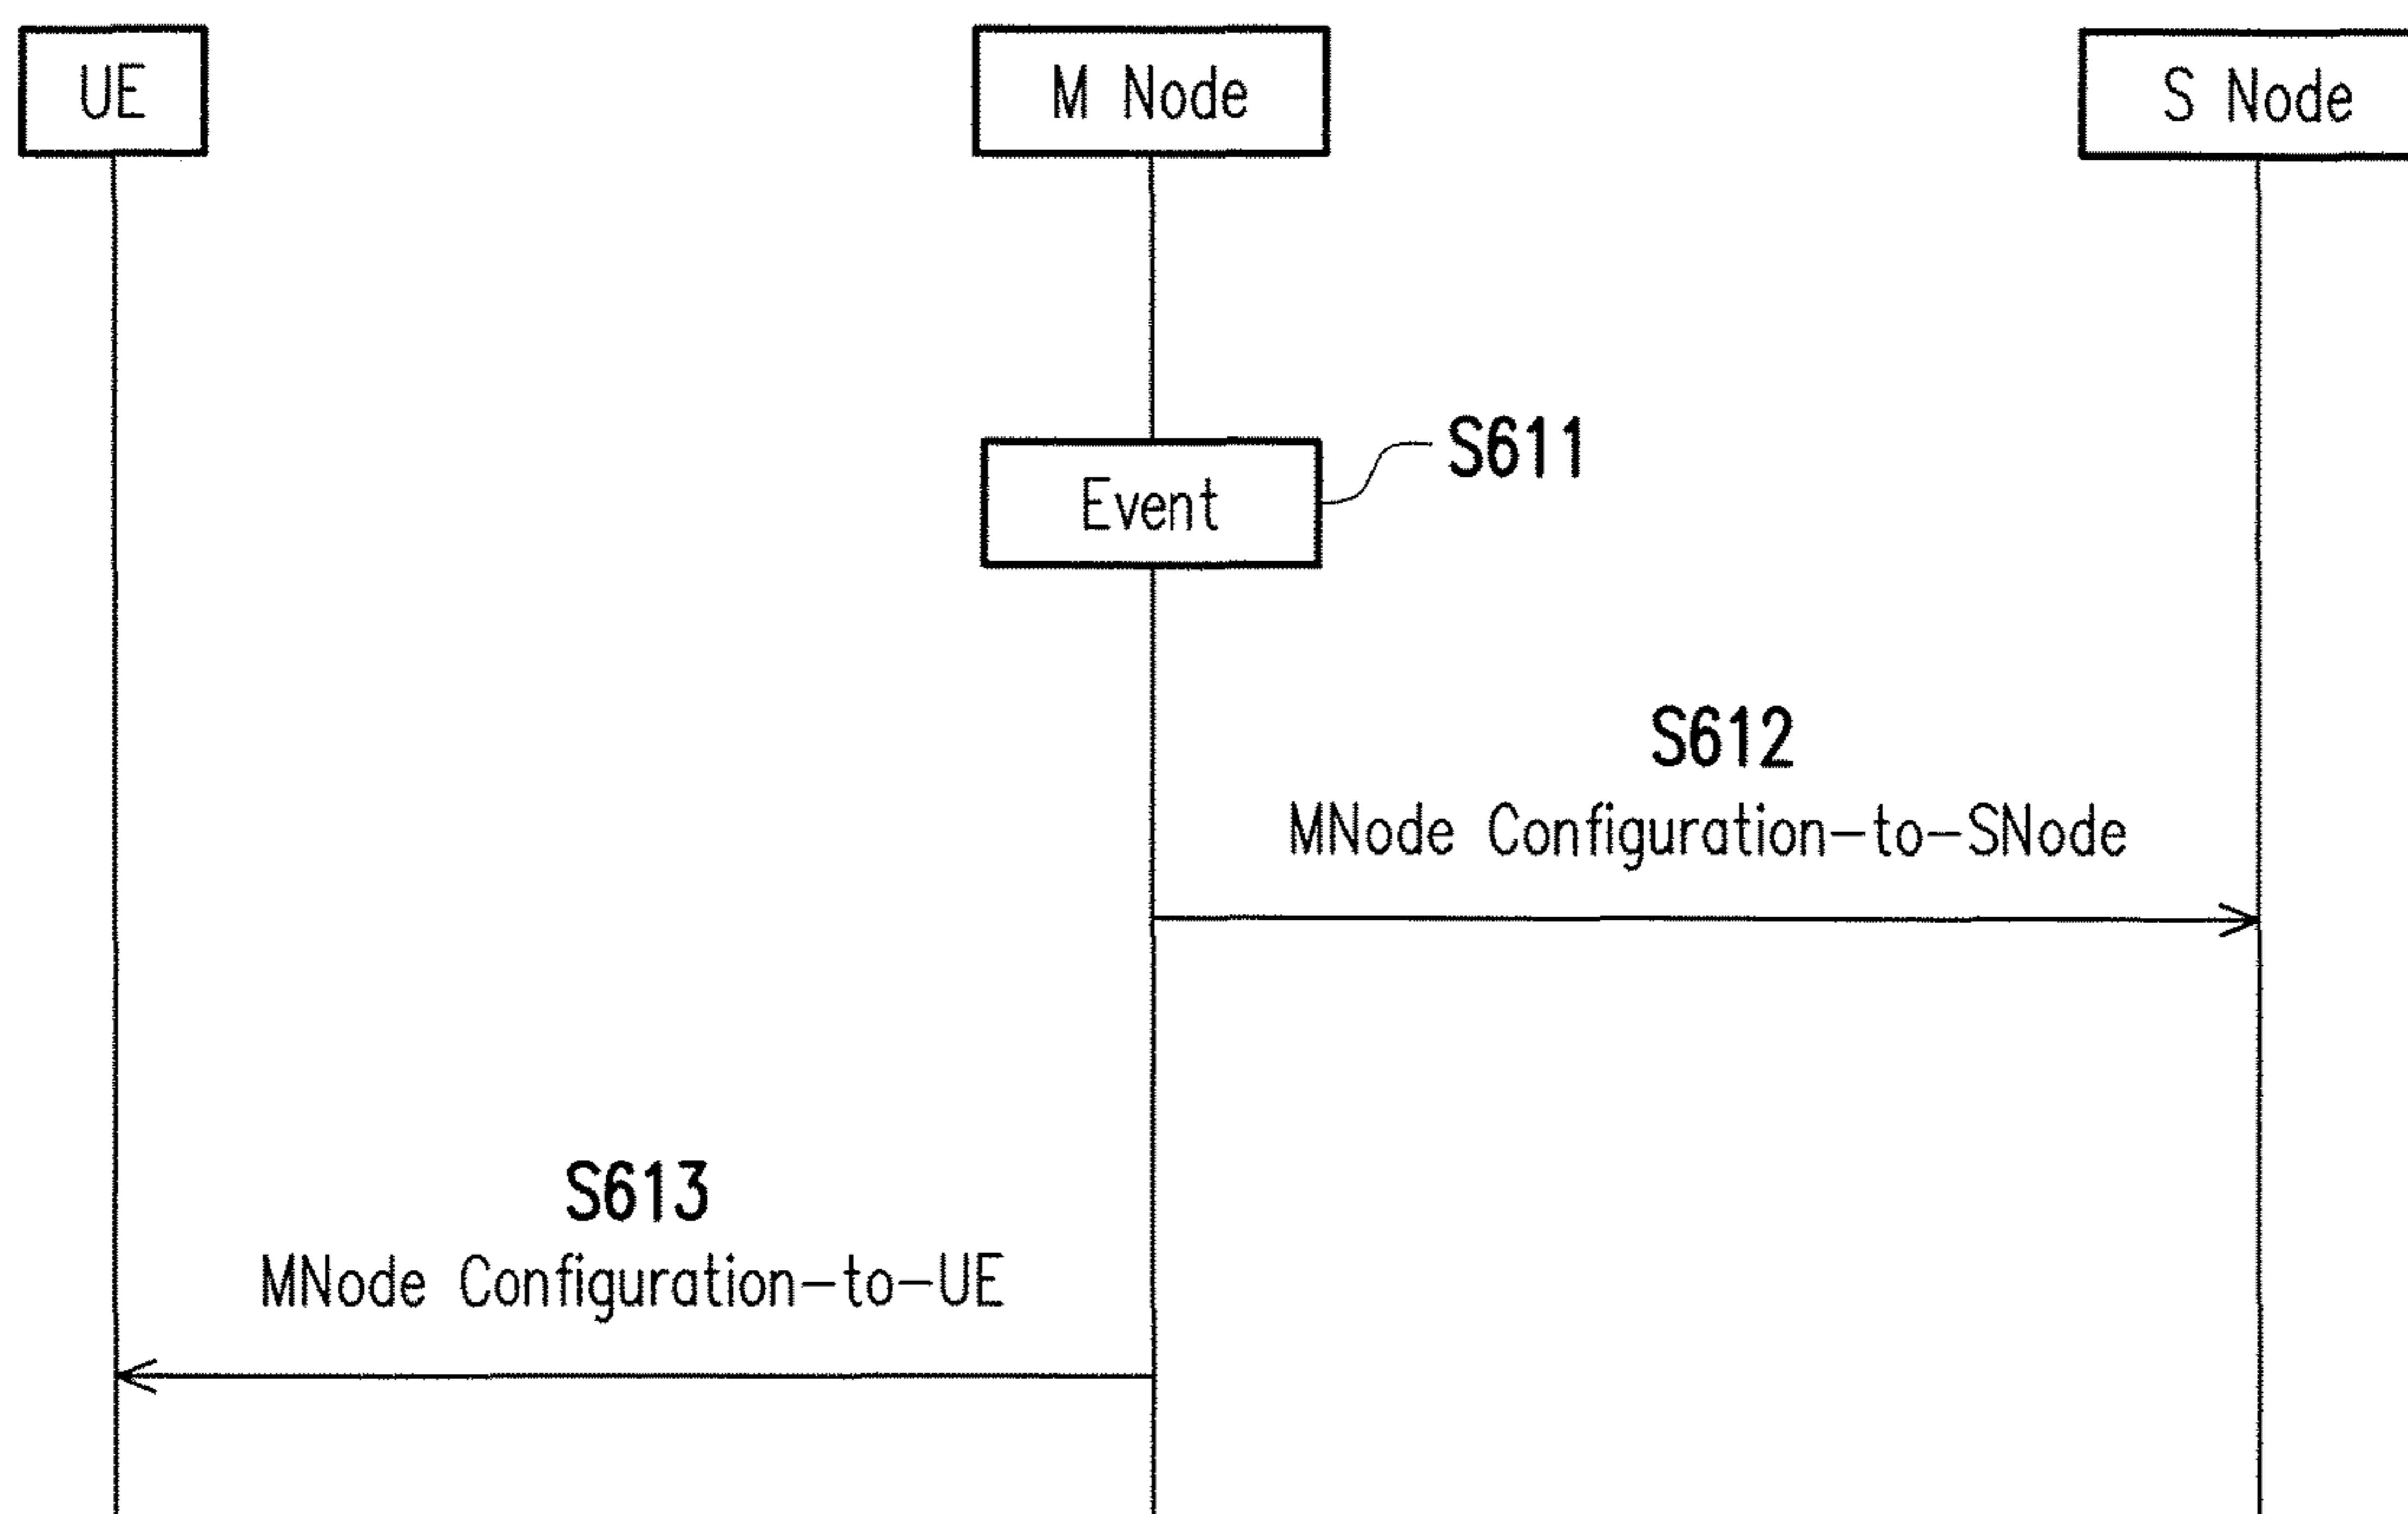 UE
M Node
S Node
Event
S611
S612
MNode Configuration-to-SNode
S613
MNode Configuration-to-UE